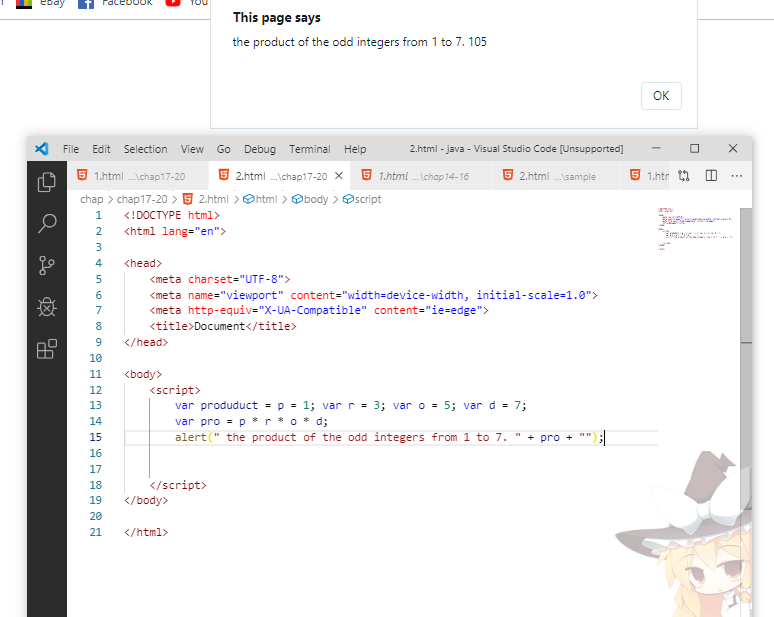 eBay Facebook You
This page says
the product of the odd integers from 1 to 7. 105
OK
File Edit Selection View Go Debug Terminal Help 2.html - java - Visual Studio Code [Unsupported]
1.html ...\chap17-20 2.html ...\chap17-20 1.html ...\chap14-16 2.html ...\sample 1.htr
chap > chap17-20 > 2.html > html > body > script
1 <!DOCTYPE html>
2 <html lang="en">
3
4 <head>
5 <meta charset="UTF-8">
6 <meta name="viewport" content="width=device-width, initial-scale=1.0">
7 <meta http-equiv="X-UA-Compatible" content="ie=edge">
8 <title>Document</title>
9 </head>
10
11 <body>
12 <script>
13 var produduct = p = 1; var r = 3; var o = 5; var d = 7;
14 var pro = p * r * o * d;
15 alert(" the product of the odd integers from 1 to 7. " + pro + "");
16
17
18 </script>
19 </body>
20
21 </html>